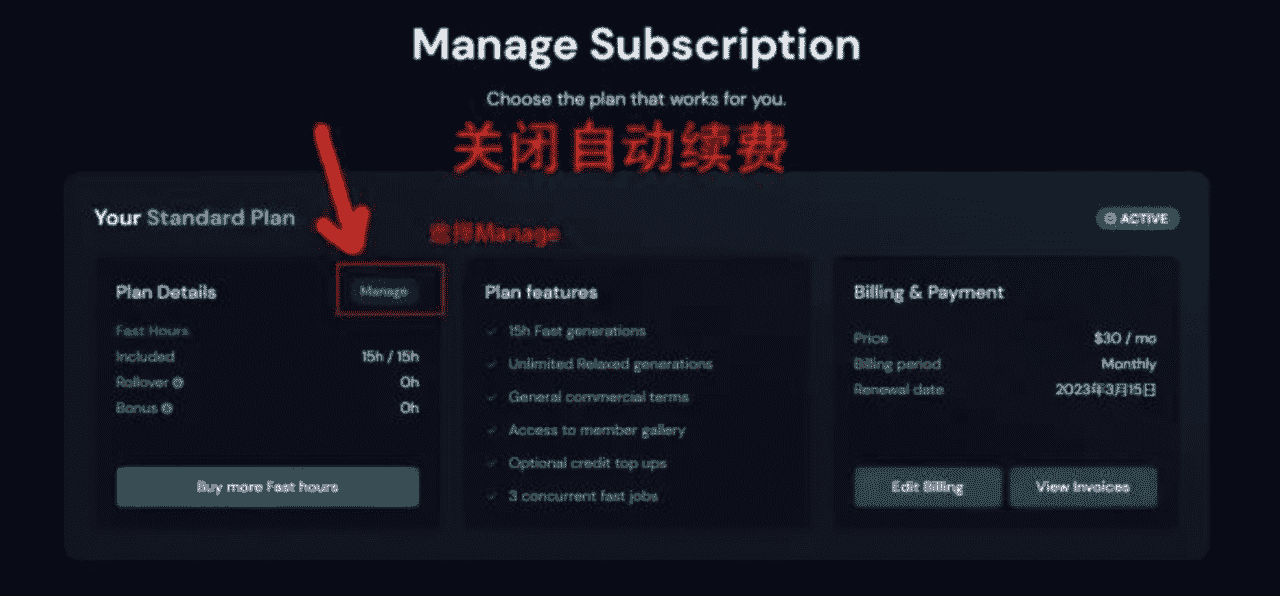 Manage Subscription
Choose the plan that works for you.
关闭自动续费
Your Standard Plan
ACTIVE
选择Manage
Plan Details
Manage
Fast Hours
Included 15h / 15h
Rollover 0h
Bonus 0h
Buy more Fast hours
Plan features
15h Fast generations
Unlimited Relaxed generations
General commercial terms
Access to member gallery
Optional credit top ups
3 concurrent fast jobs
Billing & Payment
Price $30 / mo
Billing period Monthly
Renewal date 2023年3月15日
Edit Billing
View Invoices